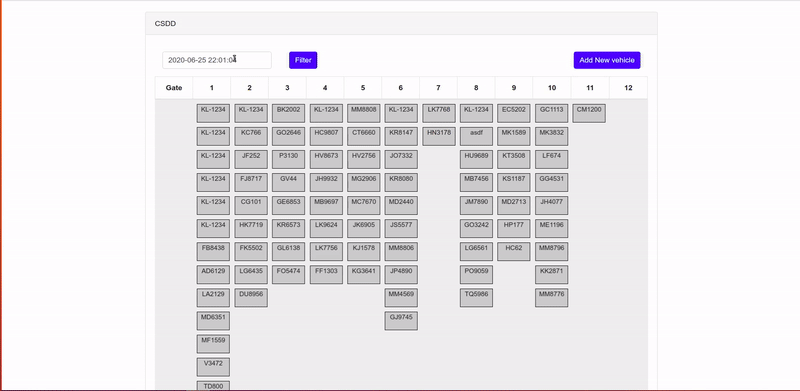 CSDD
2020-06-25 22:01:04 Filter Add New vehicle
Gate 1 2 3 4 5 6 7 8 9 10 11 12
KL-1234 KL-1234 BK2002 KL-1234 MM8808 KL-1234 LK7768 KL-1234 EC5202 GC1113 CM1200
KL-1234 KC766 GO2646 HC9807 CT6660 KR8147 HN3178 asdf MK1589 MK3832
KL-1234 JF252 P3130 HV8673 HV2756 JO7332 HU9689 KT3508 LF674
KL-1234 FJ8717 GV44 JH9932 MG2906 KR8080 MB7456 KS1187 GG4531
KL-1234 CG101 GE6853 MB9697 MC7670 MD2440 JM7890 MD2713 JH4077
KL-1234 HK7719 KR6573 LK9624 JK6905 JS5577 GO3242 HP177 ME1196
FB8438 FK5502 GL6138 LK7756 KJ1578 MM8806 LG6561 HC62 MM8796
AD6129 LG6435 FO5474 FF1303 KG3641 JP4890 PO9059 KK2871
LA2129 DU8956 MM4569 TQ5986 MM8776
MD6351 GJ9745
MF1559
V3472
TD800